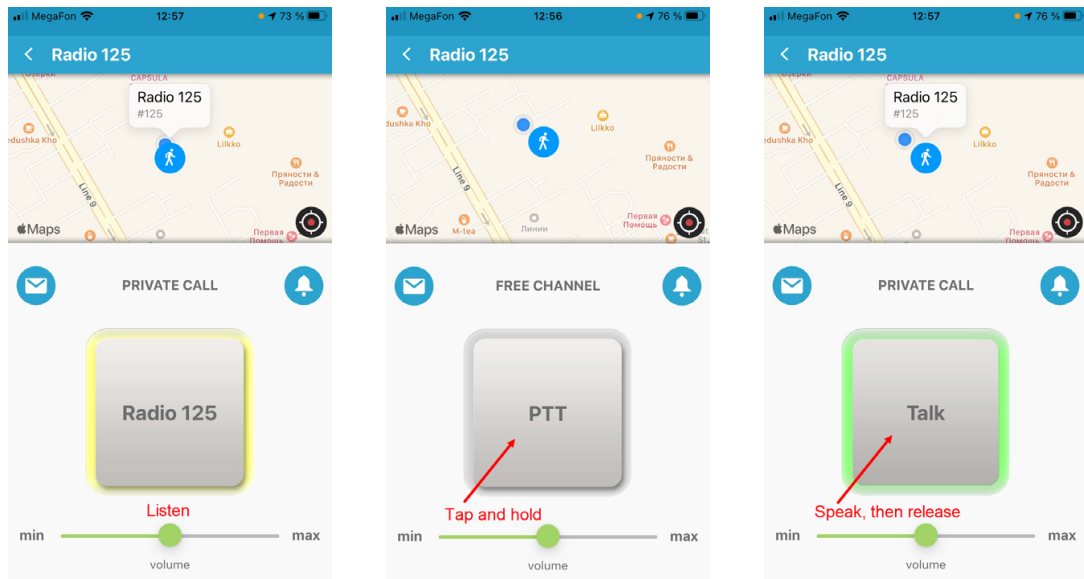 MegaFon 12:57 73 %
Radio 125
CAPSULA
Radio 125
#125
edushka Kho
Lilkko
Пряности &
Радости
Line 9
Maps
Первая
Помощь
PRIVATE CALL
Radio 125
Listen
min max
volume
MegaFon 12:56 76 %
Radio 125
dushka Kho
Lilkko
Пряности &
Радости
Line 9
Maps
M-tea
Линии
Первая
Помощь
St.
FREE CHANNEL
PTT
Tap and hold
min max
volume
MegaFon 12:57 76 %
Radio 125
CAPSULA
Radio 125
#125
edushka Kho
Lilkko
Пряности &
Радости
Line 9
Maps
Первая
Помощь
PRIVATE CALL
Talk
Speak, then release
min max
volume